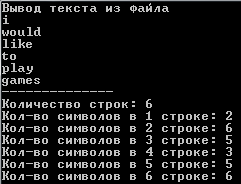 Вывод текста из файла
i
would
like
to
play
games
---------------
Количество строк: 6
Кол-во символов в 1 строке: 2
Кол-во символов в 2 строке: 6
Кол-во символов в 3 строке: 5
Кол-во символов в 4 строке: 3
Кол-во символов в 5 строке: 5
Кол-во символов в 6 строке: 6